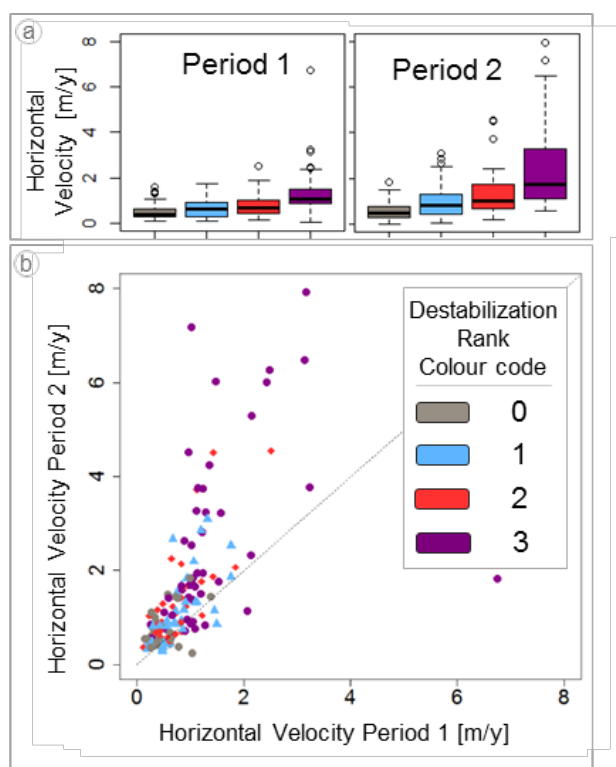 a
8
6
4
2
0
Horizontal
Velocity [m/y]
Period 1
Period 2
b
8
6
4
2
0
Horizontal Velocity Period 2 [m/y]
Destabilization
Rank
Colour code
0
1
2
3
0 2 4 6 8
Horizontal Velocity Period 1 [m/y]